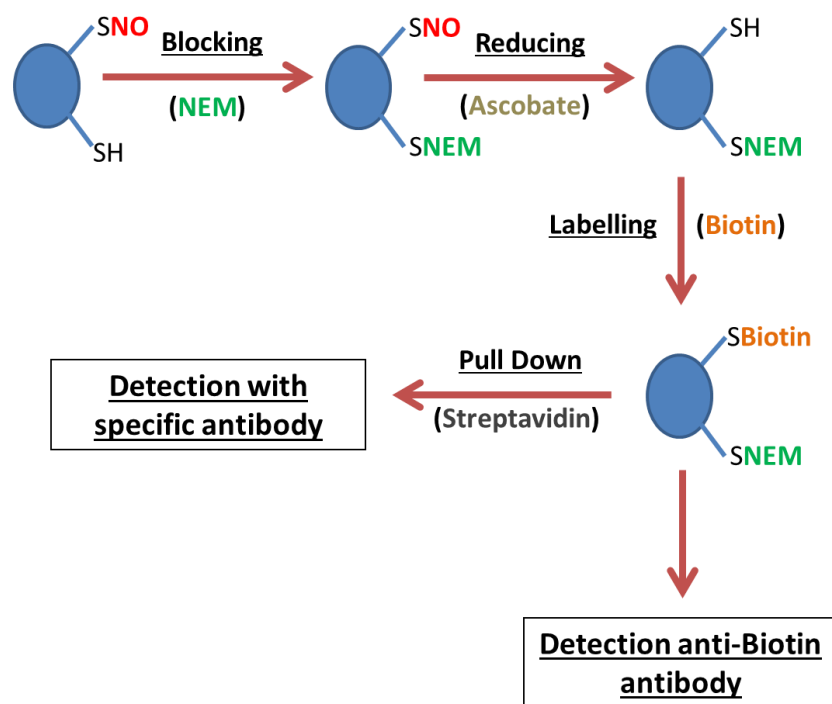 SNO
Blocking
(NEM)
SH
SNO
SNEM
Reducing
(Ascobate)
SH
SNEM
Labelling
(Biotin)
SBiotin
SNEM
Pull Down
(Streptavidin)
Detection with
specific antibody
Detection anti-Biotin
antibody